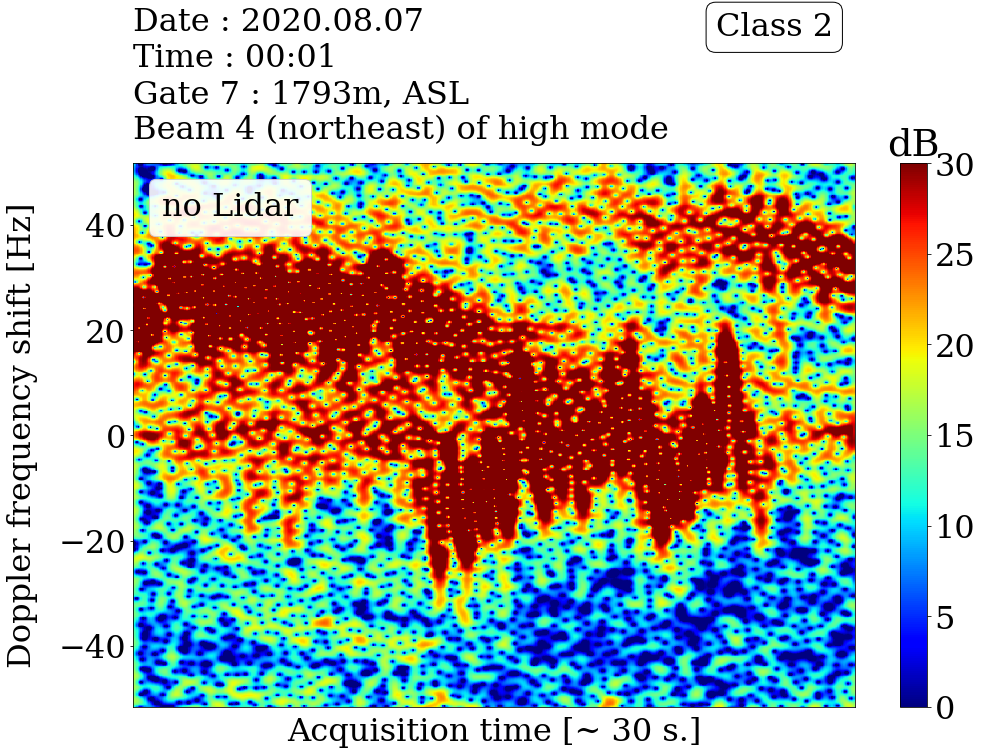 Date : 2020.08.07
Time : 00:01
Gate 7 : 1793m, ASL
Beam 4 (northeast) of high mode
Class 2
dB
no Lidar
Doppler frequency shift [Hz]
40
20
0
−20
−40
30
25
20
15
10
5
0
Acquisition time [~ 30 s.]